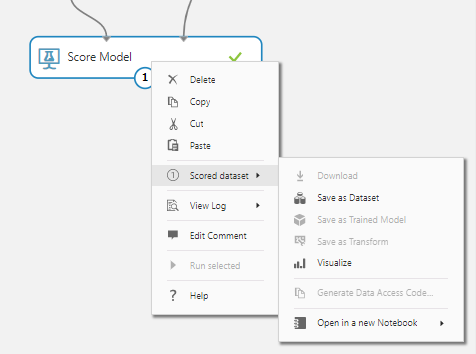 Score Model
1
Delete
Copy
Cut
Paste
1 Scored dataset
View Log
Edit Comment
Run selected
? Help
Download
Save as Dataset
Save as Trained Model
Save as Transform
Visualize
Generate Data Access Code...
Open in a new Notebook